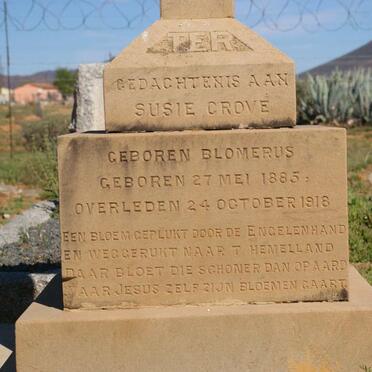 TER
GEDACHTENIS AAN
SUSIE CROVE
GEBOREN BLOMERUS
GEBOREN 27 MEI 1885.
OVERLEDEN 24 OCTOBER 1918
EEN BLOEM GEPLUKT DOOR DE ENGELENHAND
EN WEGGERUKT NAAR 'T HEMELLAND
DAAR BLOET DIE SCHONER DAN OP AARD
WAAR JESUS ZELF ZIJN BLOEMEN GAART